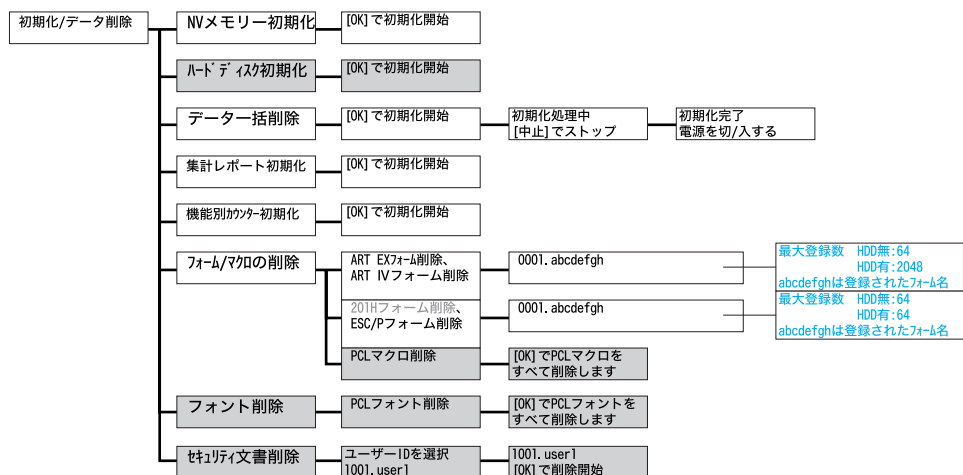 初期化/データ削除
NVメモリー初期化
[OK]で初期化開始
ﾊｰﾄﾞﾃﾞｨｽｸ初期化
[OK]で初期化開始
データ一括削除
[OK]で初期化開始
初期化処理中
[中止]でストップ
初期化完了
電源を切/入する
集計レポート初期化
[OK]で初期化開始
機能別ｶｳﾝﾀｰ初期化
[OK]で初期化開始
ﾌｫｰﾑ/ﾏｸﾛの削除
ART EXﾌｫｰﾑ削除、
ART IVフォーム削除
0001.abcdefgh
最大登録数 HDD無:64
HDD有:2048
abcdefghは登録されたﾌｫｰﾑ名
201Hフォーム削除、
ESC/Pフォーム削除
0001.abcdefgh
最大登録数 HDD無:64
HDD有:64
abcdefghは登録されたﾌｫｰﾑ名
PCLマクロ削除
[OK]でPCLマクロを
すべて削除します
フォント削除
PCLフォント削除
[OK]でPCLフォントを
すべて削除します
ｾｷｭﾘﾃｨ文書削除
ユーザーIDを選択
1001.user1
1001.user1
[OK]で削除開始